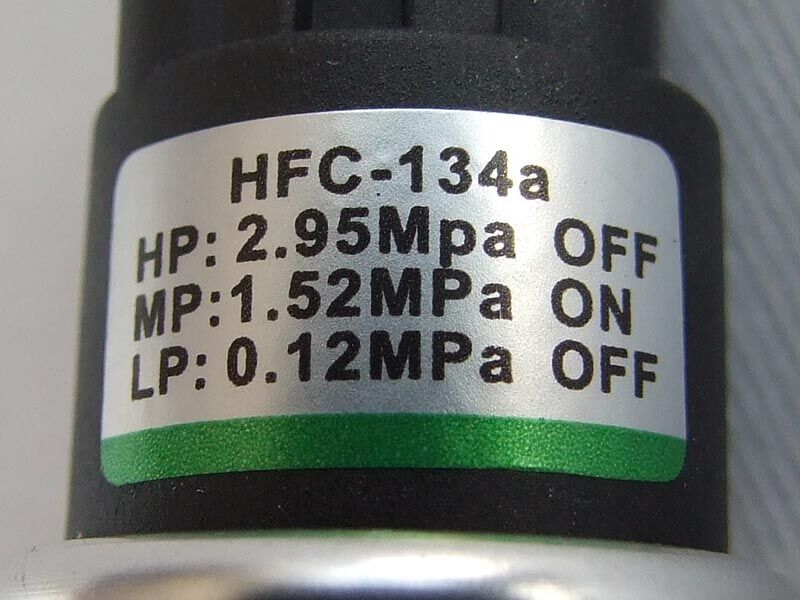 HFC-134a
HP: 2.95Mpa OFF
MP:1.52MPa ON
LP: 0.12MPa OFF